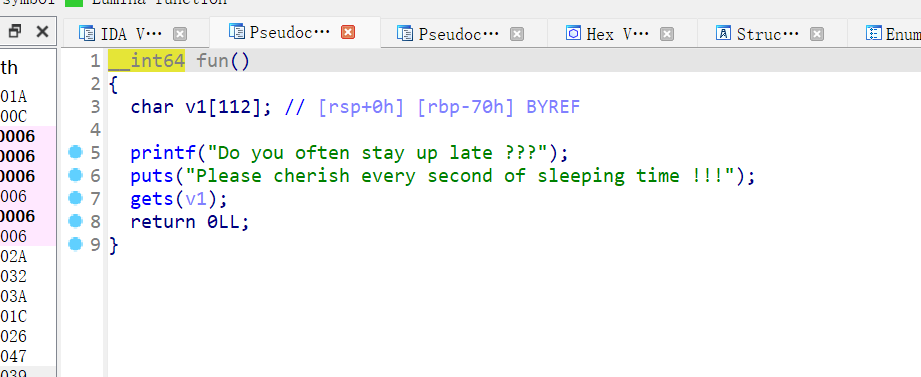 symbol Lumina function
IDA V··· Pseudoc··· Pseudoc··· Hex V··· Struc··· Enum
th
01A
00C
0006
0006
0006
006
0006
006
02A
032
03A
01C
026
047
039
1 __int64 fun()
2 {
3 char v1[112]; // [rsp+0h] [rbp-70h] BYREF
4
5 printf("Do you often stay up late ???");
6 puts("Please cherish every second of sleeping time !!!");
7 gets(v1);
8 return 0LL;
9 }